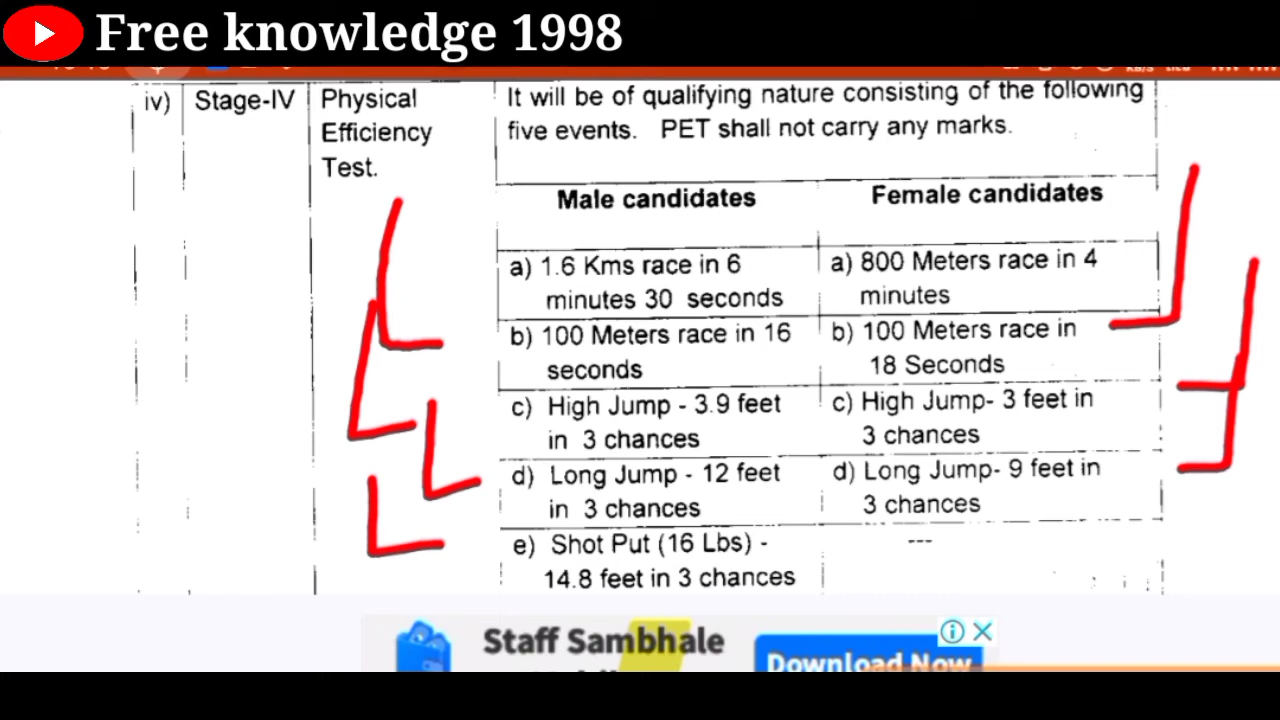 Free knowledge 1998
iv) Stage-IV Physical Efficiency Test.
It will be of qualifying nature consisting of the following
five events. PET shall not carry any marks.
Male candidates Female candidates
a) 1.6 Kms race in 6 minutes 30 seconds
a) 800 Meters race in 4 minutes
b) 100 Meters race in 16 seconds
b) 100 Meters race in 18 Seconds
c) High Jump - 3.9 feet in 3 chances
c) High Jump- 3 feet in 3 chances
d) Long Jump - 12 feet in 3 chances
d) Long Jump- 9 feet in 3 chances
e) Shot Put (16 Lbs) - 14.8 feet in 3 chances
---
Staff Sambhale
Download Now